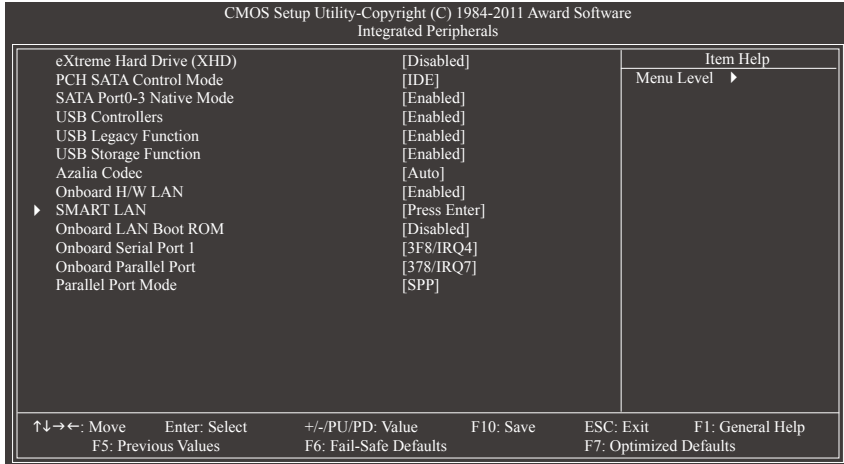 CMOS Setup Utility-Copyright (C) 1984-2011 Award Software
Integrated Peripherals
eXtreme Hard Drive (XHD) [Disabled]
PCH SATA Control Mode [IDE]
SATA Port0-3 Native Mode [Enabled]
USB Controllers [Enabled]
USB Legacy Function [Enabled]
USB Storage Function [Enabled]
Azalia Codec [Auto]
Onboard H/W LAN [Enabled]
SMART LAN [Press Enter]
Onboard LAN Boot ROM [Disabled]
Onboard Serial Port 1 [3F8/IRQ4]
Onboard Parallel Port [378/IRQ7]
Parallel Port Mode [SPP]
Item Help
Menu Level
↑↓→←: Move Enter: Select +/-/PU/PD: Value F10: Save ESC: Exit F1: General Help
F5: Previous Values F6: Fail-Safe Defaults F7: Optimized Defaults